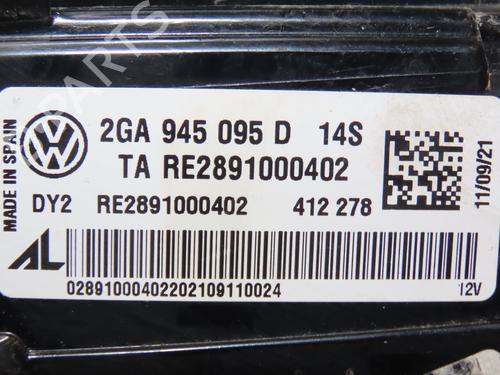 PARTS
MADE IN SPAIN
2GA 945 095 D 14S
TA RE2891000402
DY2 RE2891000402 412 278
11/09/21
AL
02891000402202109110024
12V